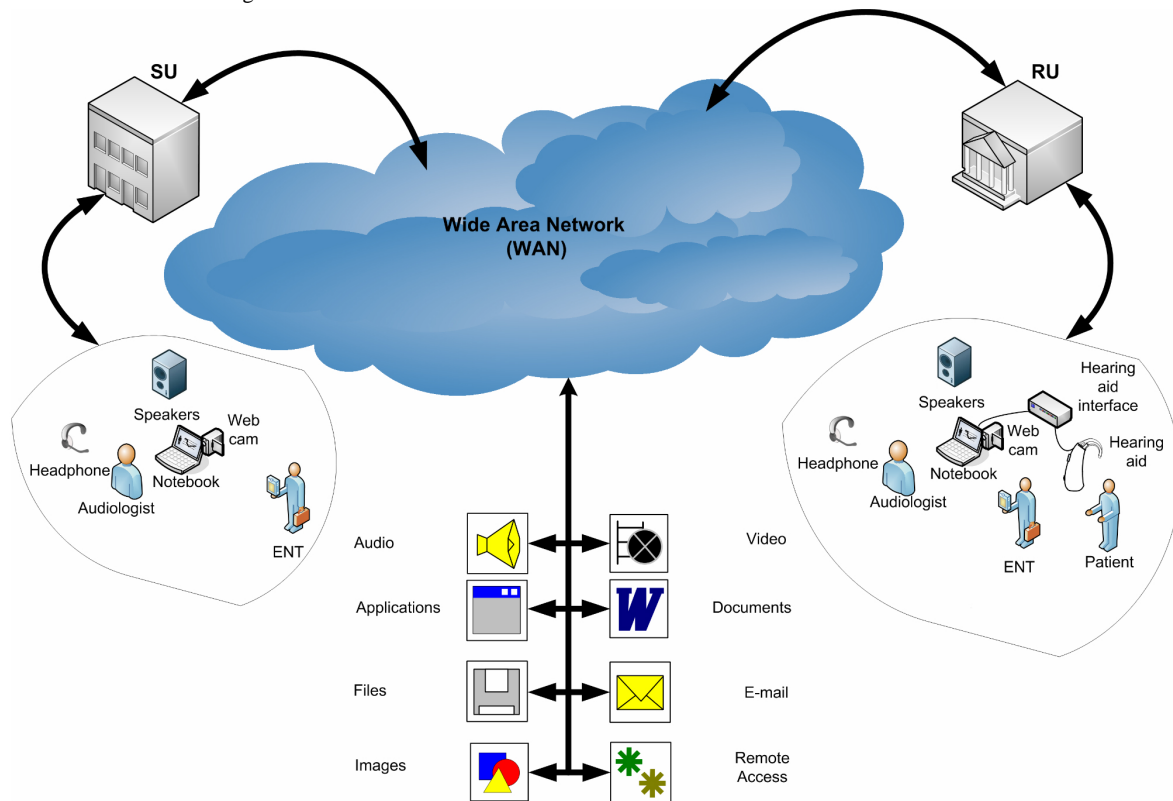 SU
RU
Wide Area Network
(WAN)
Speakers
Web
cam
Headphone
Notebook
Audiologist
ENT
Speakers
Hearing
aid interface
Web
cam
Hearing
aid
Headphone
Notebook
Audiologist
ENT
Patient
Audio
Video
Applications
W
Documents
Files
E-mail
Images
Remote
Access